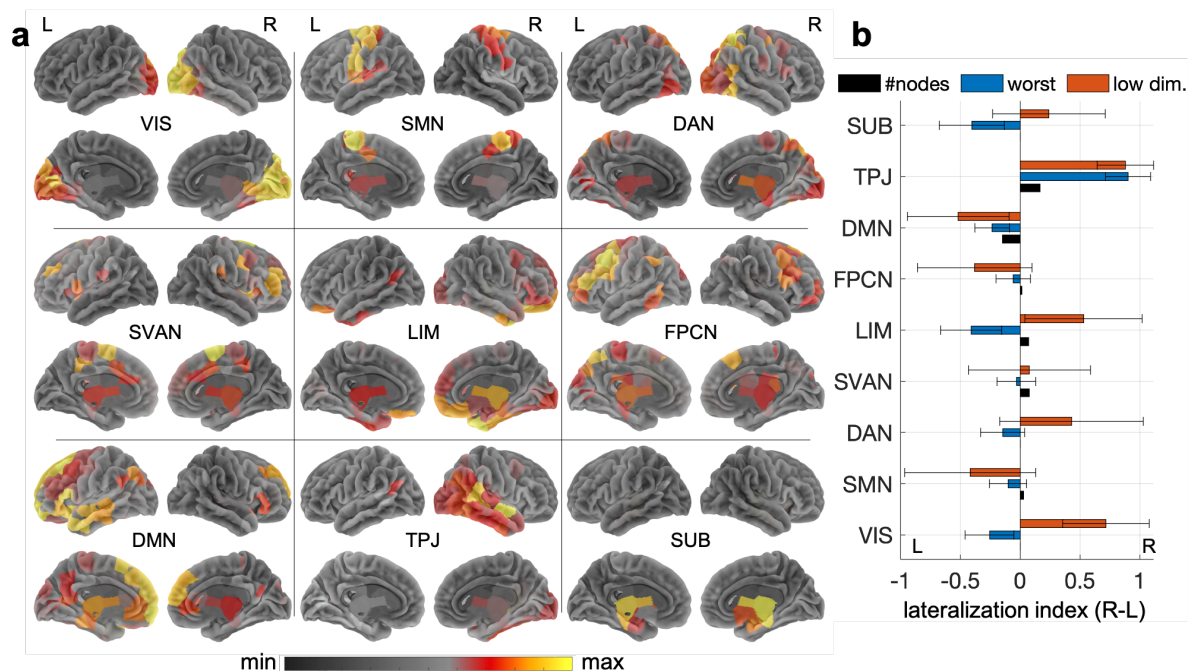 a
L R L R L R
VIS SMN DAN
SVAN LIM FPCN
DMN TPJ SUB
min max
b
#nodes worst low dim.
SUB
TPJ
DMN
FPCN
LIM
SVAN
DAN
SMN
VIS
L R
-1 -0.5 0 0.5 1
lateralization index (R-L)